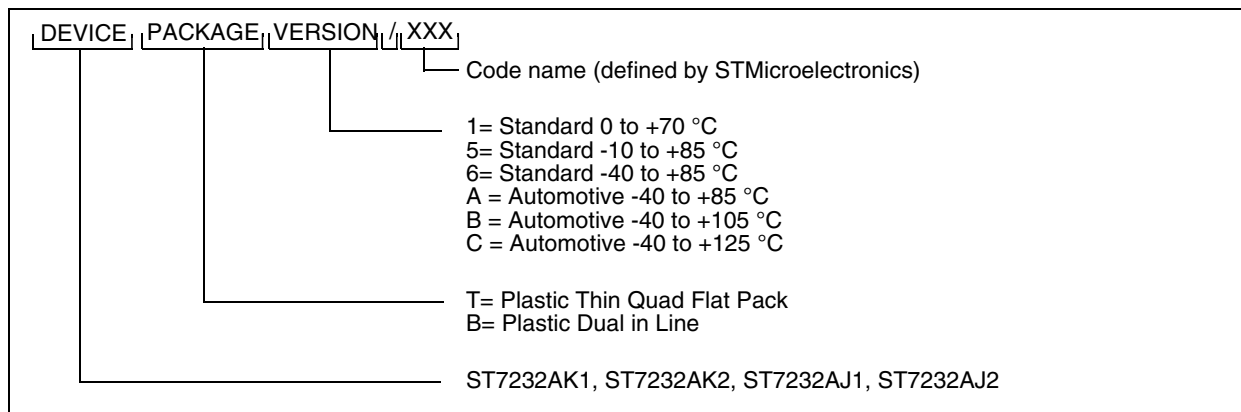 DEVICE PACKAGE VERSION / XXX
Code name (defined by STMicroelectronics)
1= Standard 0 to +70 °C
5= Standard -10 to +85 °C
6= Standard -40 to +85 °C
A = Automotive -40 to +85 °C
B = Automotive -40 to +105 °C
C = Automotive -40 to +125 °C
T= Plastic Thin Quad Flat Pack
B= Plastic Dual in Line
ST7232AK1, ST7232AK2, ST7232AJ1, ST7232AJ2